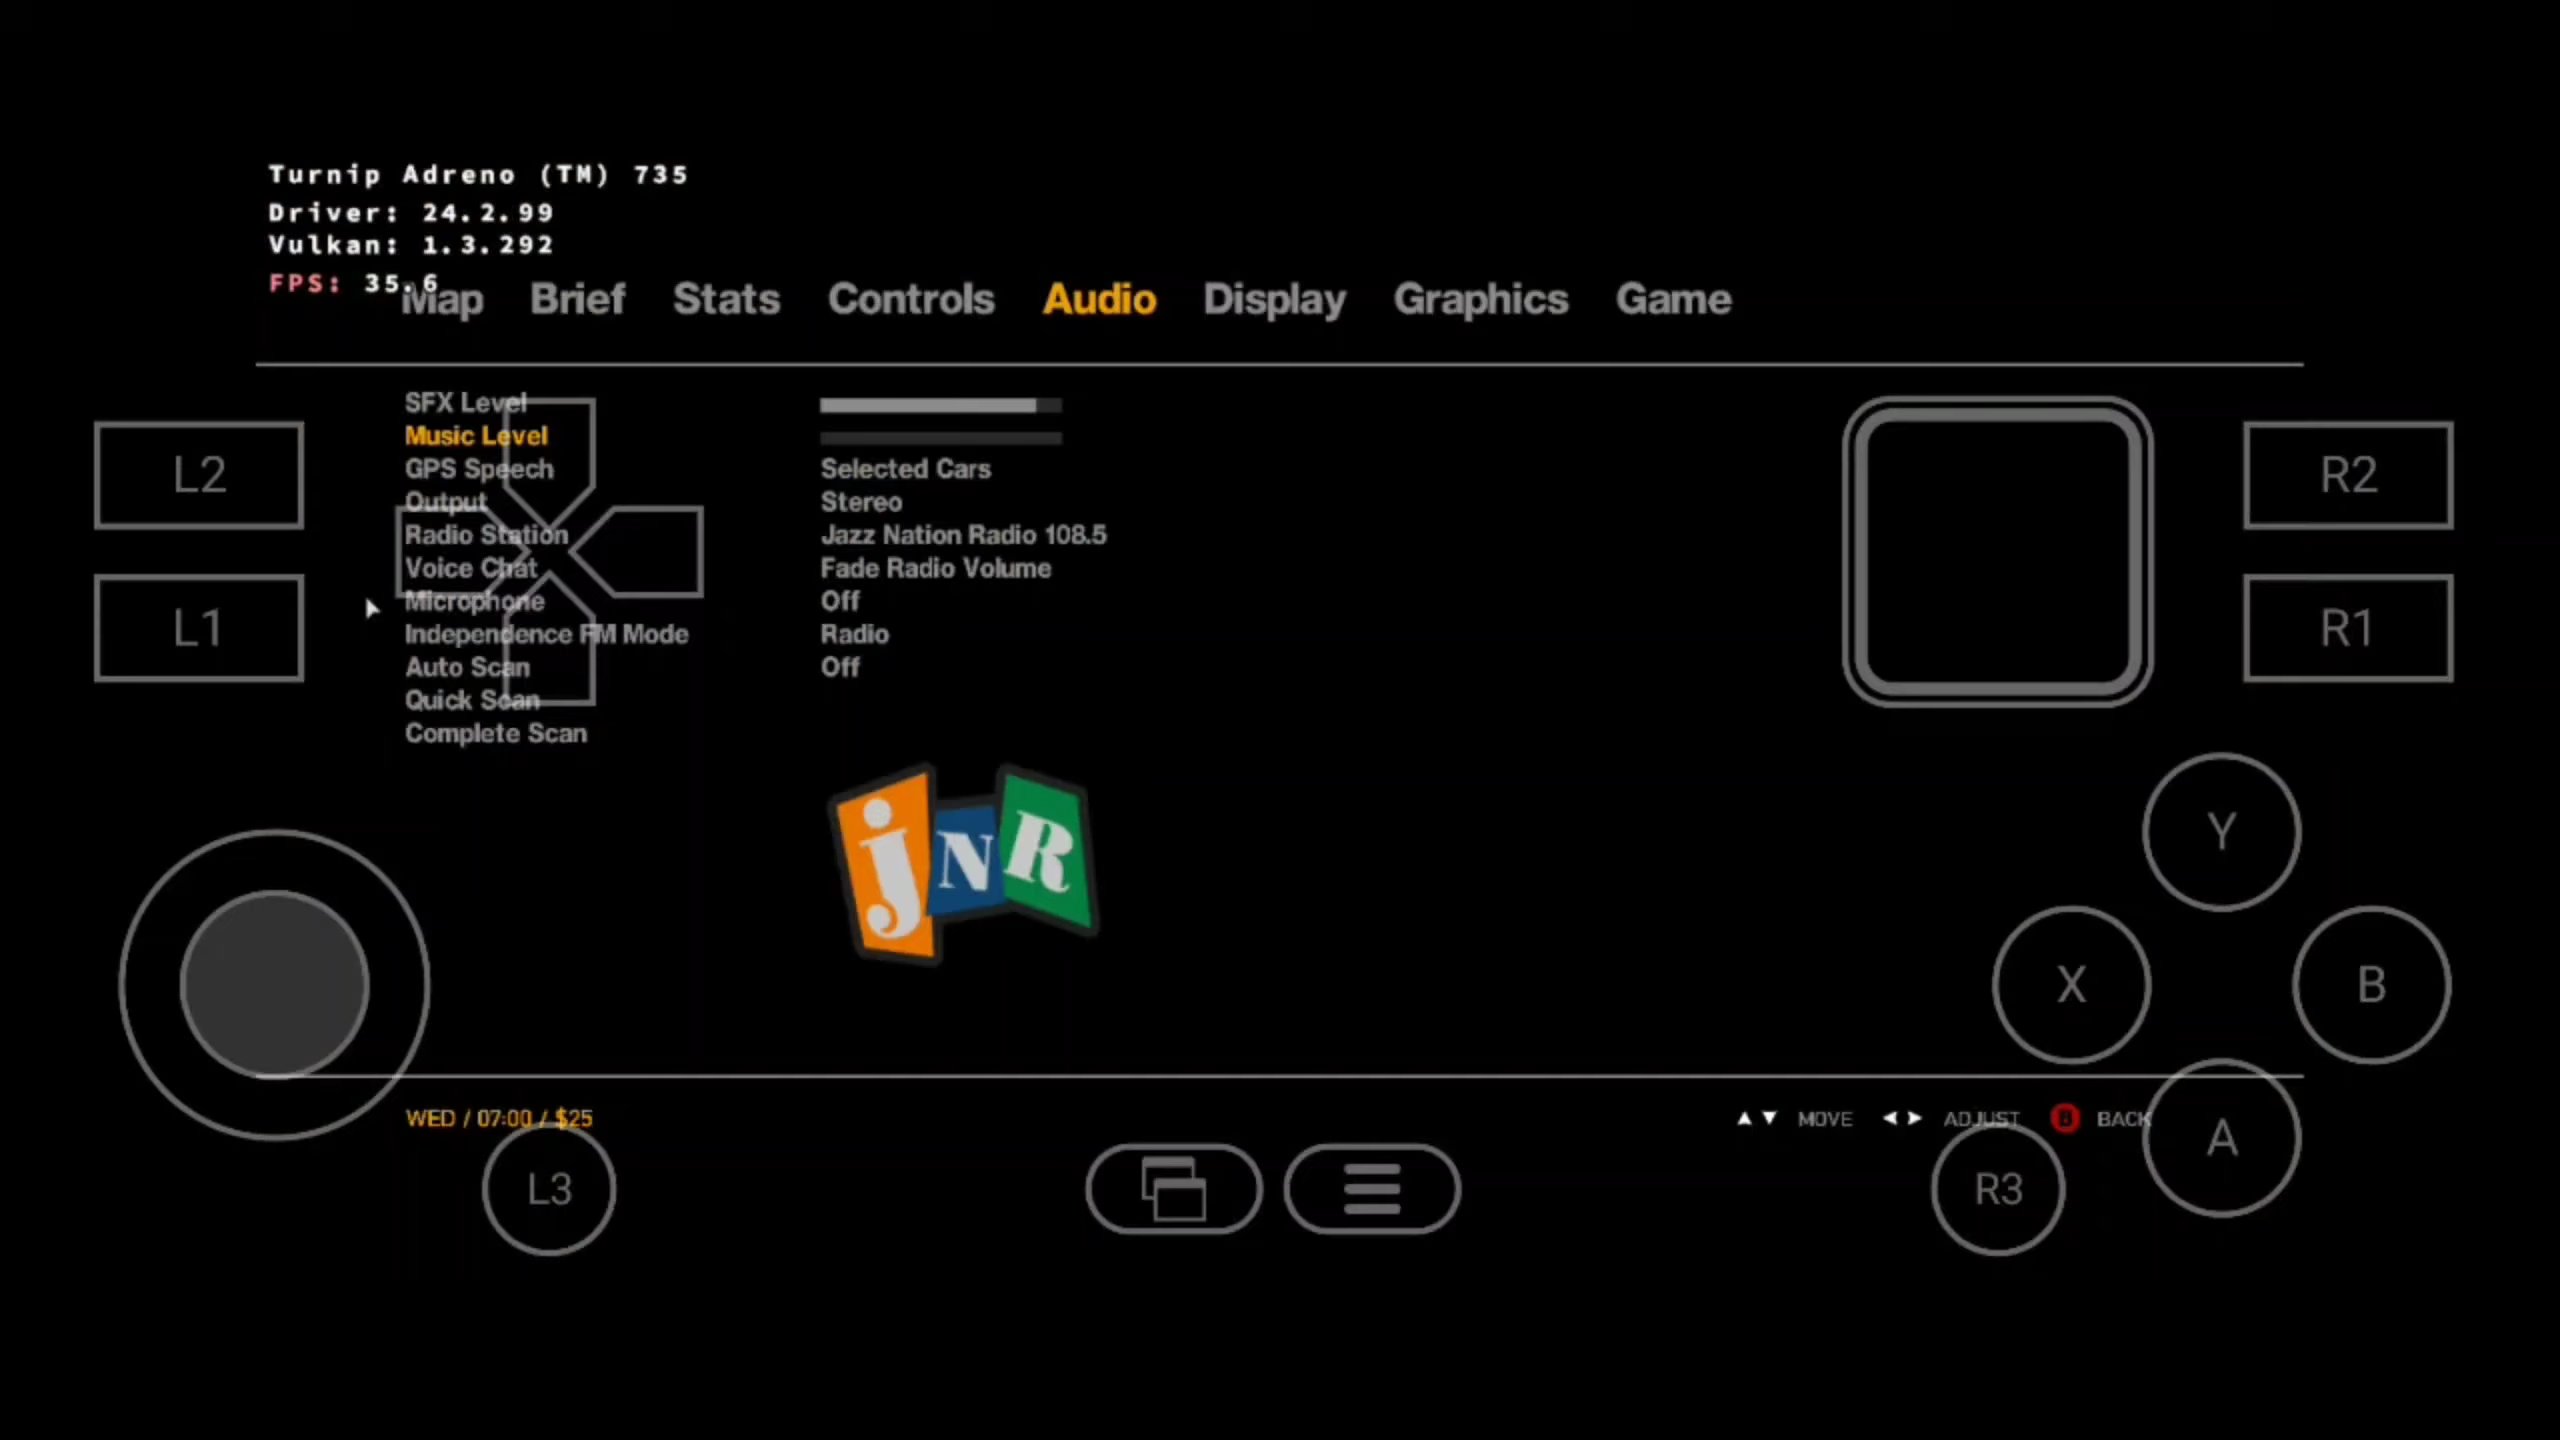 Turnip Adreno (TM) 735
Driver: 24.2.99
Vulkan: 1.3.292
FPS: 35.6
Map Brief Stats Controls Audio Display Graphics Game
SFX Level
Music Level
GPS Speech Selected Cars
Output Stereo
Radio Station Jazz Nation Radio 108.5
Voice Chat Fade Radio Volume
Microphone Off
Independence FM Mode Radio
Auto Scan Off
Quick Scan
Complete Scan
L2
L1
R2
R1
jNR
Y
X
B
A
WED / 07:00 / $25
MOVE ADJUST B BACK
L3
R3